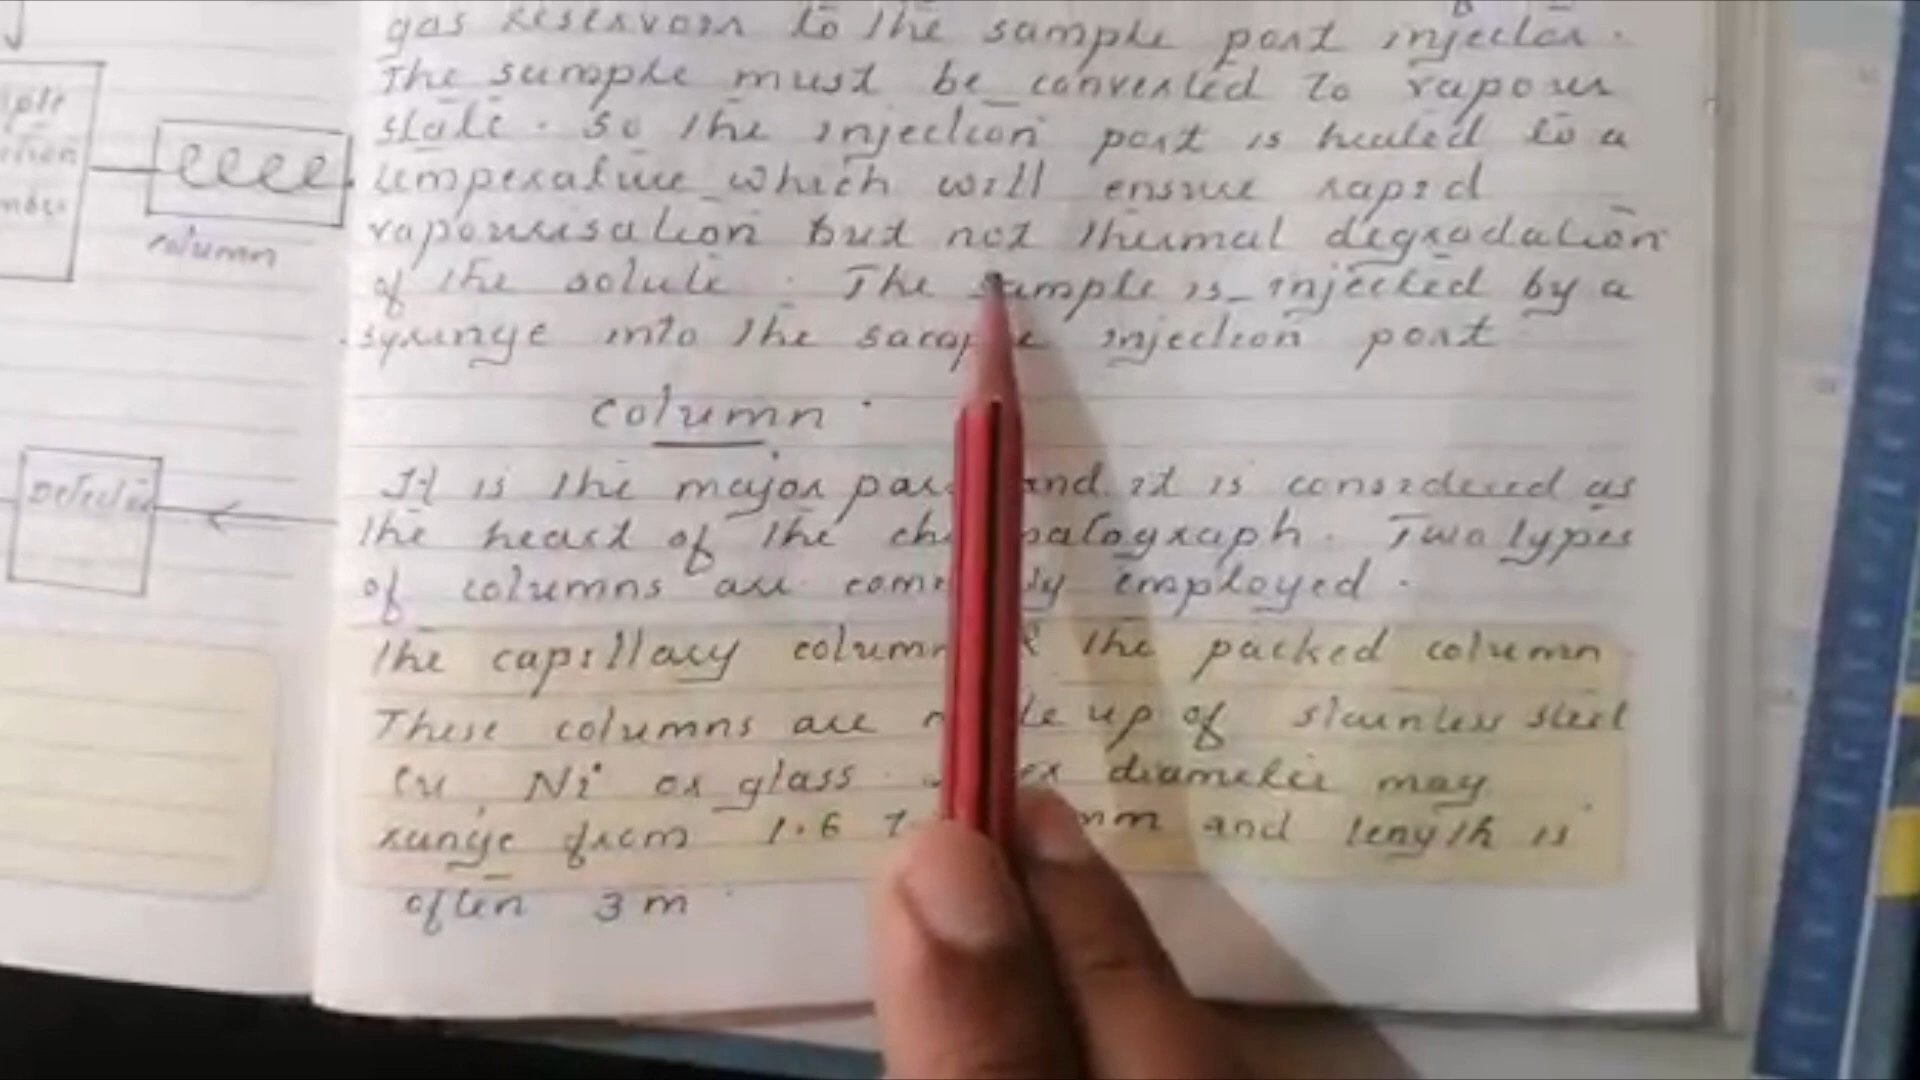 gas reservoir to the sample port injector.
The sample must be converted to vapour
state. So the injection port is heated to a
temperature which will ensure rapid
vapourisation but not thermal degradation
of the solute. The sample is injected by a
syringe into the sample injection port
column.
It is the major and it is considered as
the heart of the Two types
of columns are employed.
The capillary column & the packed column
These columns are up of stainless steel
Cu, Ni or glass. diameter may
range from 1.6 mm and length is
often 3m.
column
Detector